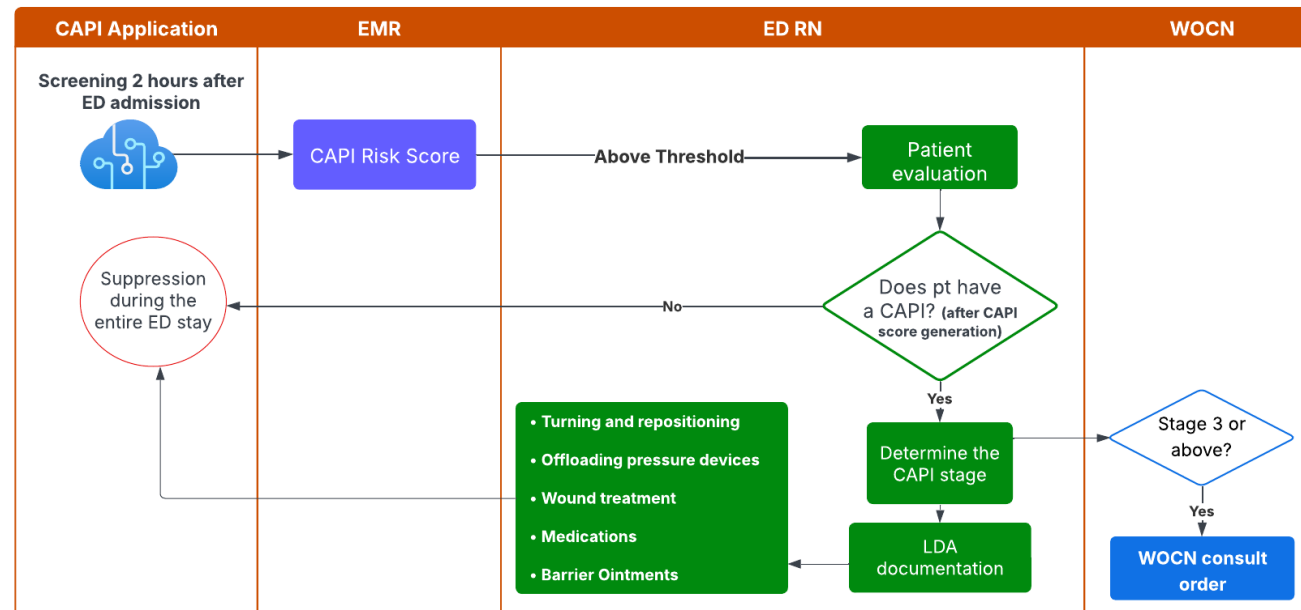 CAPI Application
EMR
ED RN
WOCN
Screening 2 hours after
ED admission
CAPI Risk Score
Above Threshold
Patient
evaluation
Does pt have
a CAPI? (after CAPI
score generation)
No
Suppression
during the
entire ED stay
Yes
Determine the
CAPI stage
Stage 3 or
above?
Yes
WOCN consult
order
LDA
documentation
• Turning and repositioning
• Offloading pressure devices
• Wound treatment
• Medications
• Barrier Ointments